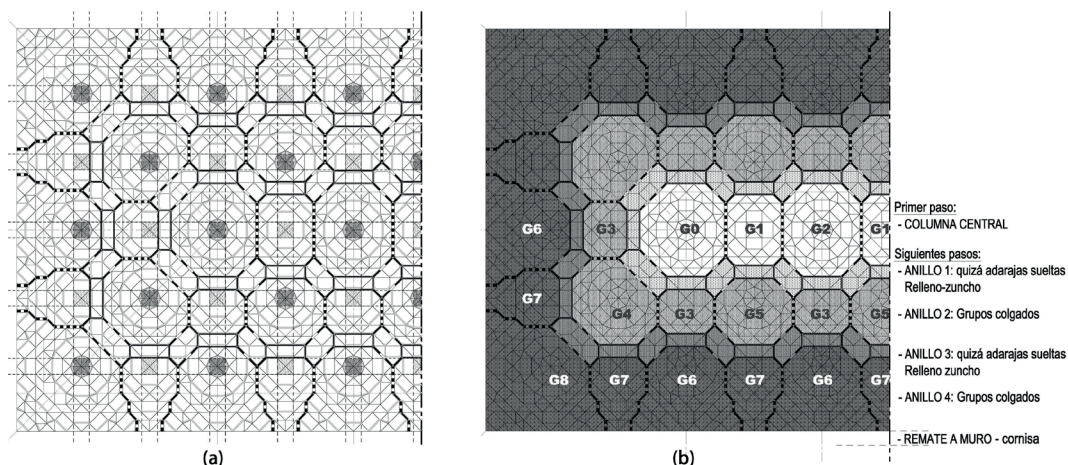 G6
G3
G0
G1
G2
G1
G7
G4
G3
G5
G3
G5
G8
G7
G6
G7
G6
G7
Primer paso:
- COLUMNA CENTRAL
Siguientes pasos:
- ANILLO 1: quizá adarajas sueltas
Relleno-zuncho
- ANILLO 2: Grupos colgados
- ANILLO 3: quizá adarajas sueltas
Relleno zuncho
- ANILLO 4: Grupos colgados
- REMATE A MURO - cornisa
(a)
(b)